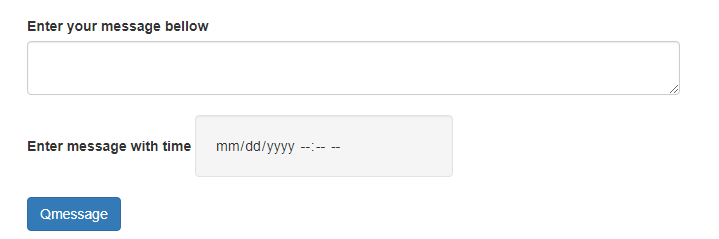 Enter your message bellow
Enter message with time mm/dd/yyyy --:-- --
Qmessage